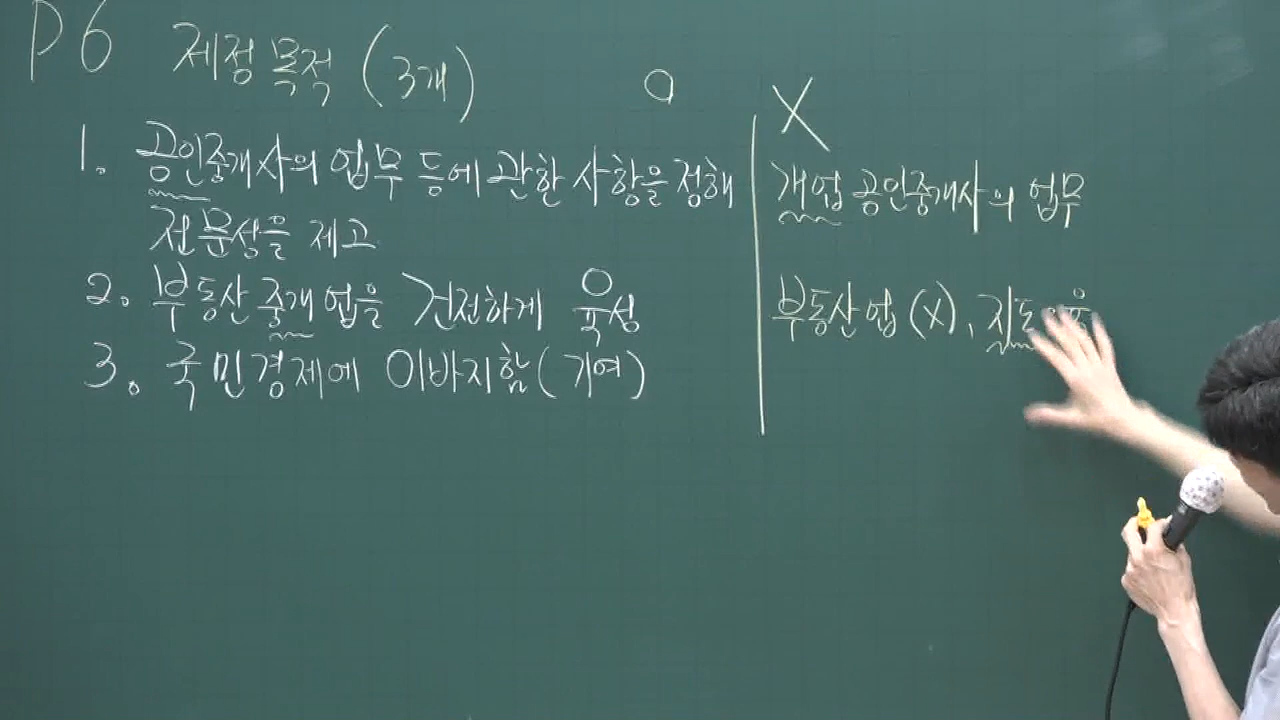 P6 제정목적 (3개)
O X
1. 공인중개사의 업무 등에 관한 사항을 정해
전문성을 제고
2. 부동산 중개업을 건전하게 육성
3. 국민경제에 이바지함(기여)
개업 공인중개사의 업무
부동산업(X), 지도